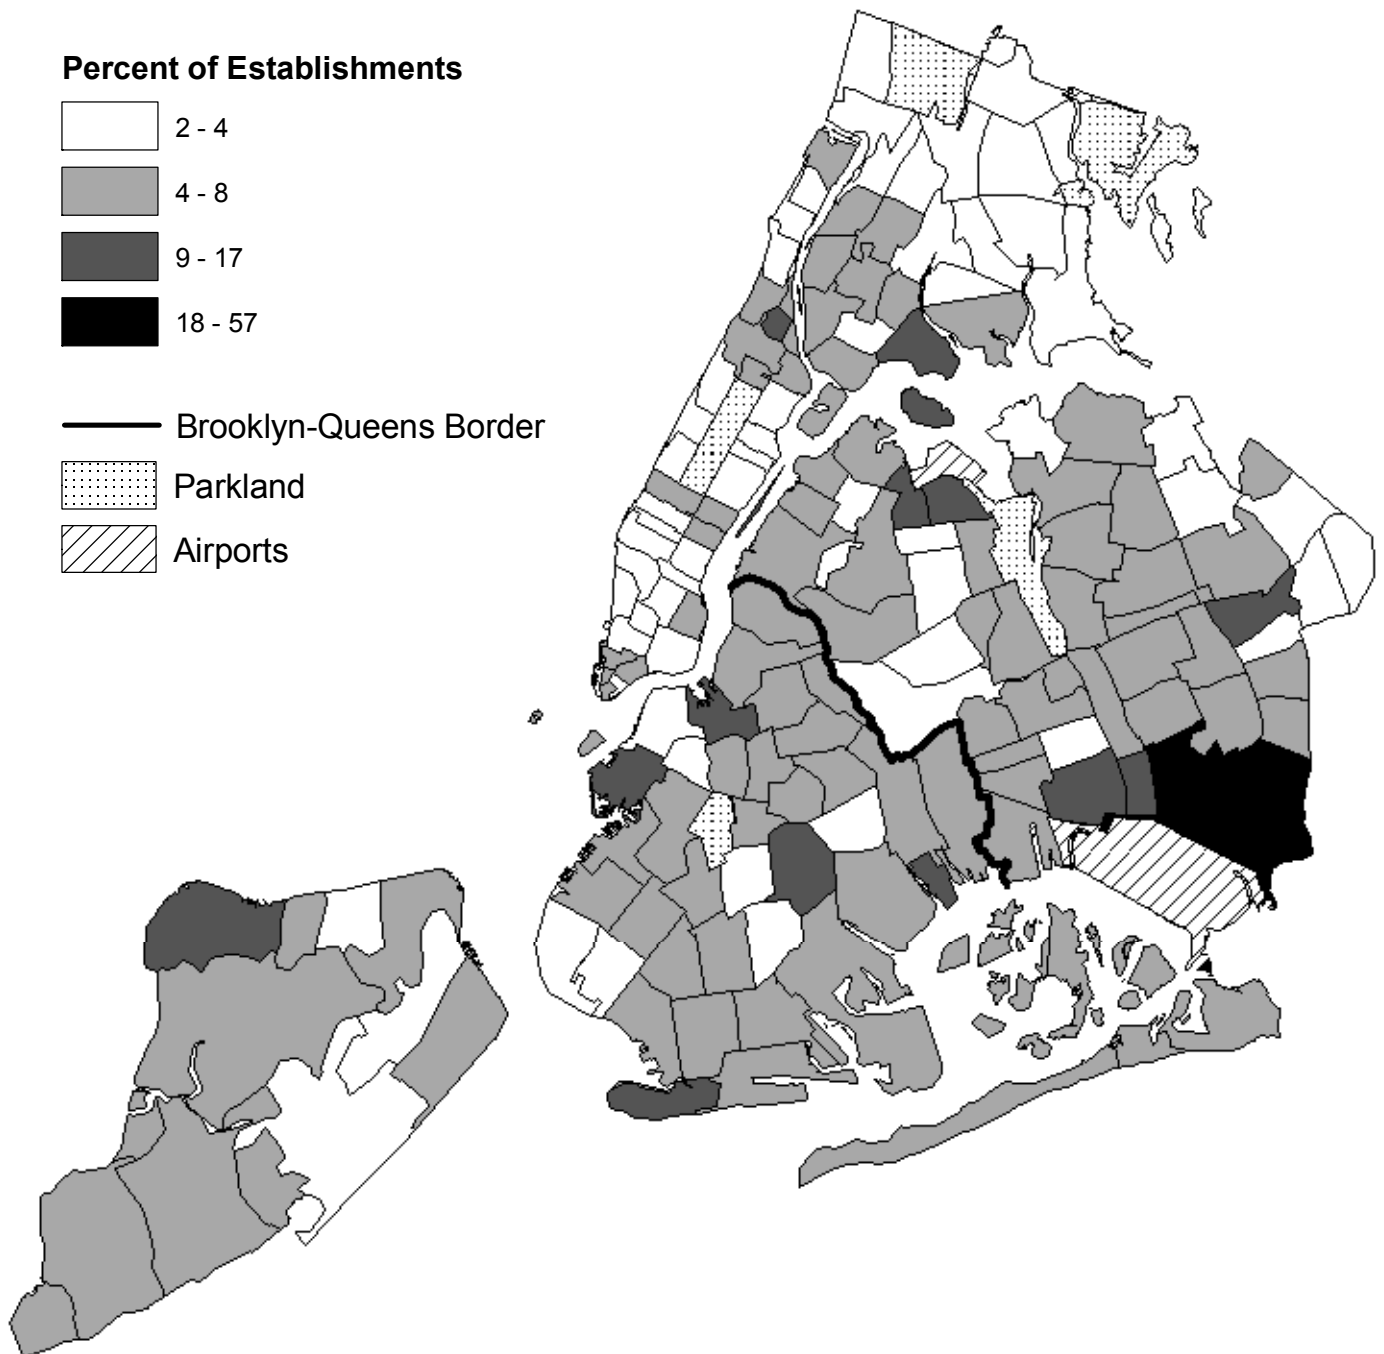 Percent of Establishments
2 - 4
4 - 8
9 - 17
18 - 57
Brooklyn-Queens Border
Parkland
Airports